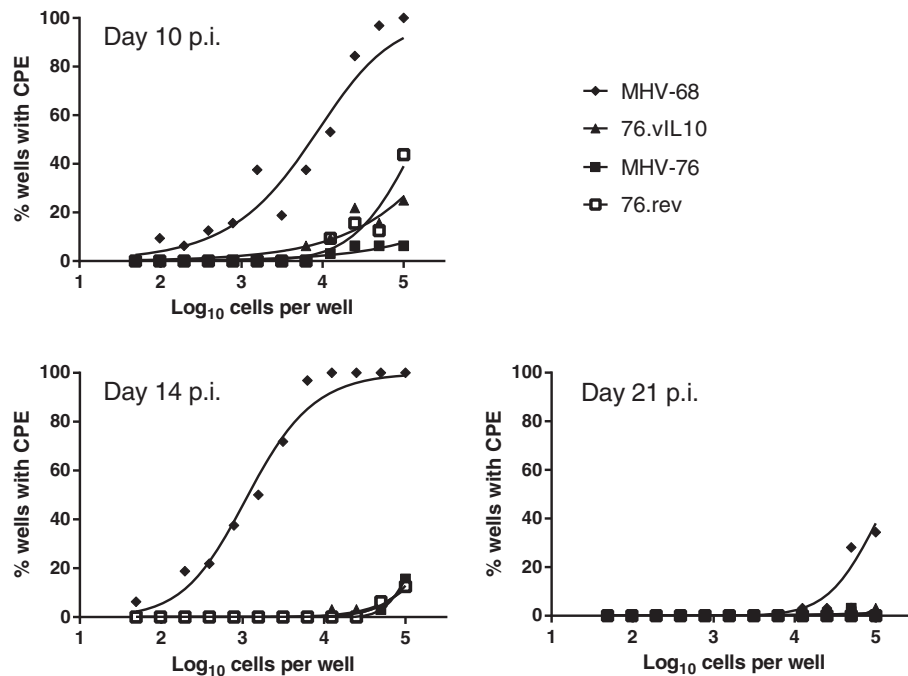 Day 10 p.i.
% wells with CPE
100
80
60
40
20
0
1
2
3
4
5
Log10 cells per well
MHV-68
76.vIL10
MHV-76
76.rev
Day 14 p.i.
% wells with CPE
100
80
60
40
20
0
1
2
3
4
5
Log10 cells per well
Day 21 p.i.
% wells with CPE
100
80
60
40
20
0
1
2
3
4
5
Log10 cells per well